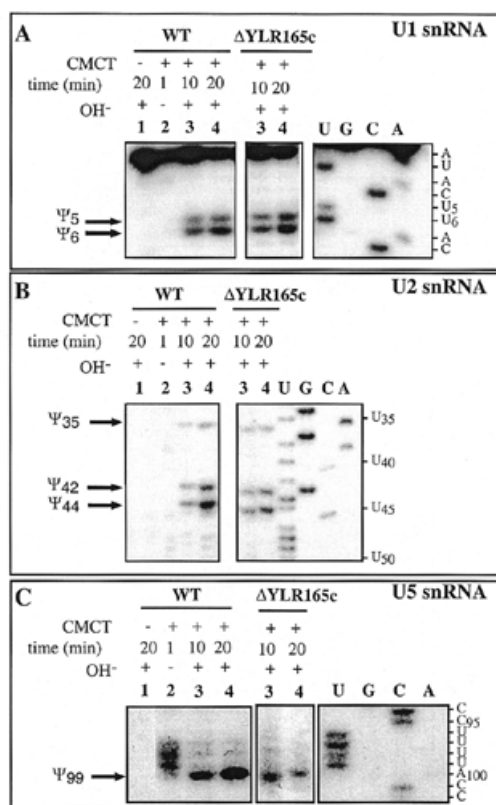 A WT ΔYLR165c U1 snRNA
CMCT - + + + + +
time (min) 20 1 10 20 10 20
OH- + - + + + +
1 2 3 4 3 4 U G C A
A
U
A
C
Ψ5 U5
Ψ6 U6
A
C
B WT ΔYLR165c U2 snRNA
CMCT - + + + + +
time (min) 20 1 10 20 10 20
OH- + - + + + +
1 2 3 4 3 4 U G C A
Ψ35 U35
U40
Ψ42
Ψ44 U45
U50
C WT ΔYLR165c U5 snRNA
CMCT - + + + + +
time (min) 20 1 10 20 10 20
OH- + - + + + +
1 2 3 4 3 4 U G C A
C
C95
U
U
U
U
Ψ99 A100
C
C